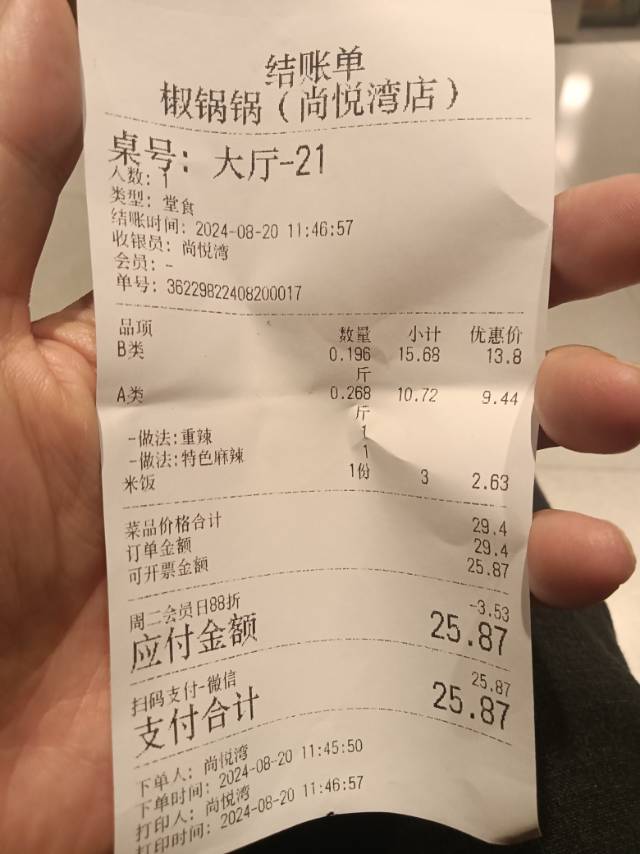 结账单
椒锅锅（尚悦湾店）
桌号：大厅-21
人数：1
类型：堂食
结账时间：2024-08-20 11:46:57
收银员：尚悦湾
会员：-
单号：36229822408200017
品项 数量 小计 优惠价
B类 0.196 15.68 13.8
斤
A类 0.268 10.72 9.44
斤
-做法:重辣 1
-做法:特色麻辣 1
米饭 1份 3 2.63
菜品价格合计 29.4
订单金额 29.4
可开票金额 25.87
周二会员日88折 -3.53
应付金额 25.87
扫码支付-微信 25.87
支付合计 25.87
下单人：尚悦湾
下单时间：2024-08-20 11:45:50
打印人：尚悦湾
打印时间：2024-08-20 11:46:57